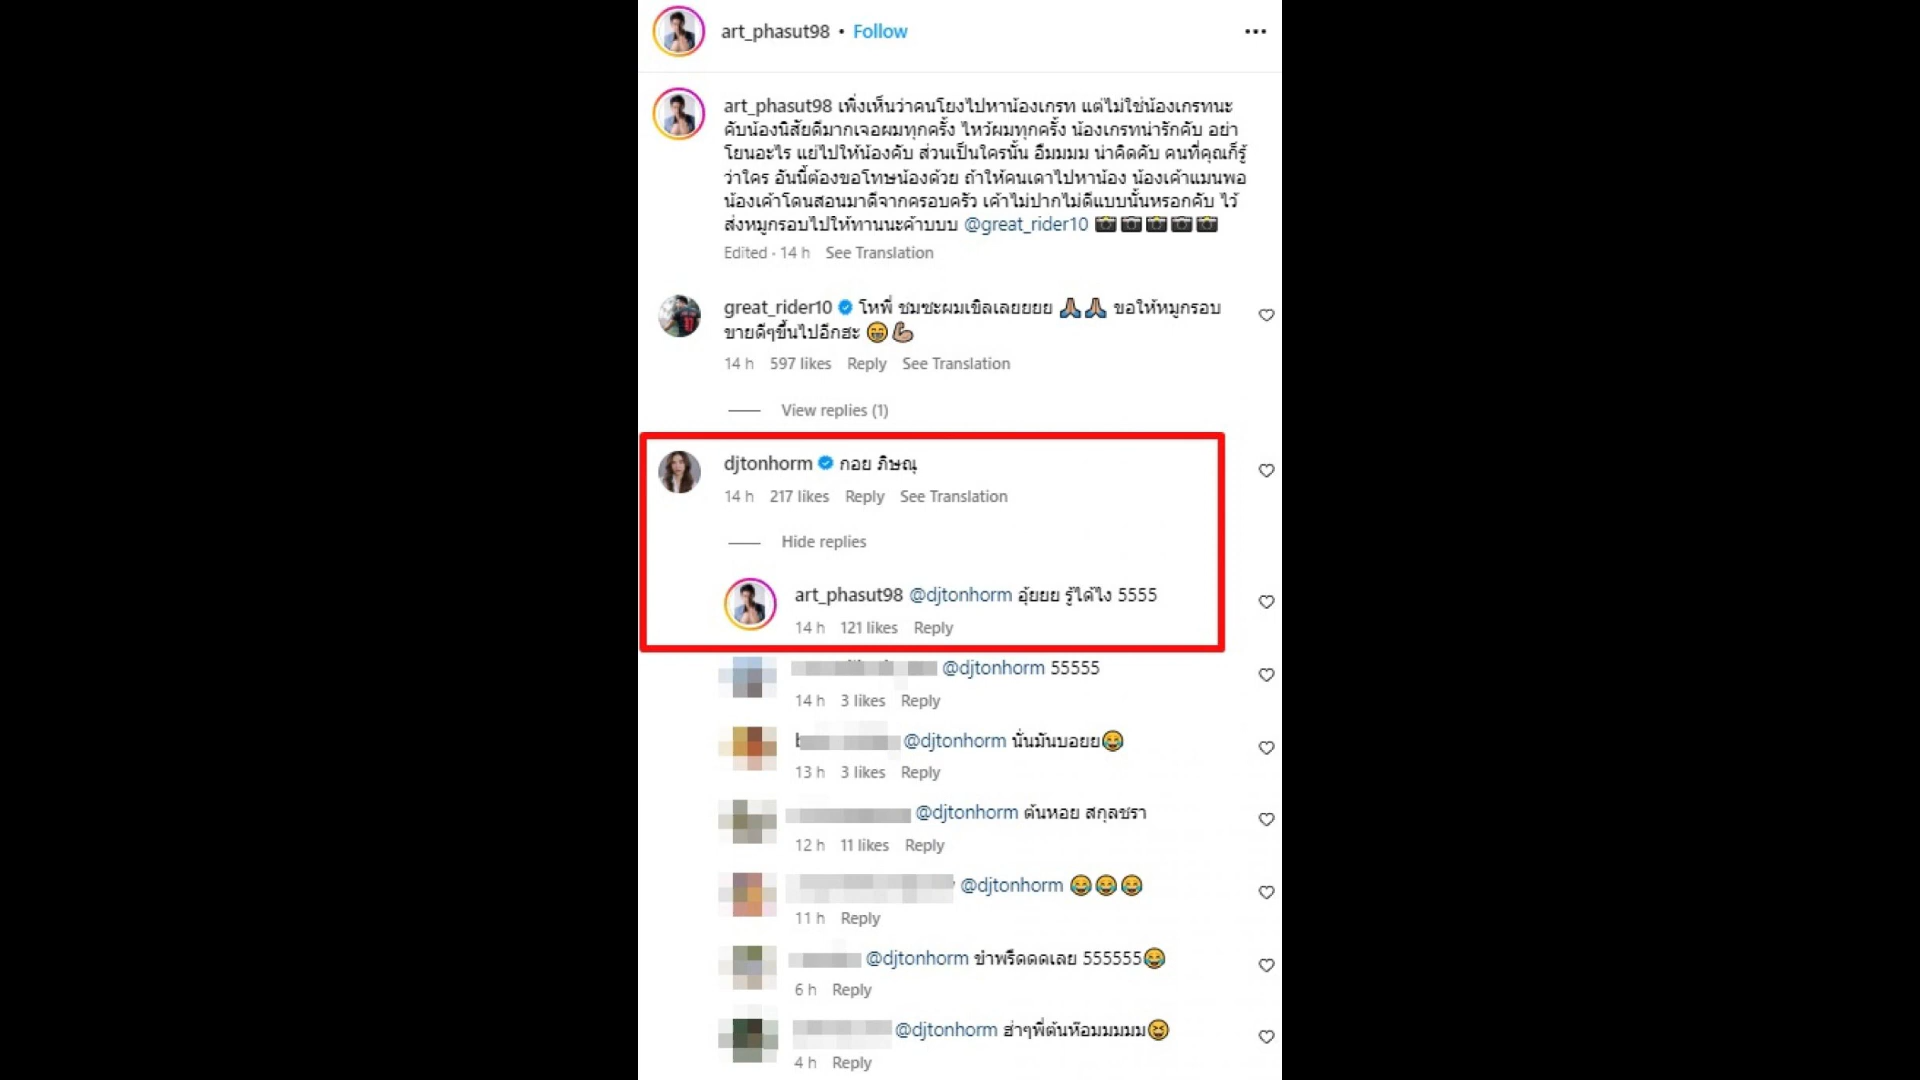 art_phasut98 • Follow
art_phasut98 เพิ่งเห็นว่าคนโยงไปหาน้องเกรท แต่ไม่ใช่น้องเกรทนะ
คับน้องนิสัยดีมากเจอผมทุกครั้ง ไหว้ผมทุกครั้ง น้องเกรทน่ารักคับ อย่า
โยนอะไร แย่ไปให้น้องคับ ส่วนเป็นใครนั้น อืมมมม น่าคิดคับ คนที่คุณก็รู้
ว่าใคร อันนี้ต้องขอโทษน้องด้วย ถ้าให้คนเดาไปหาน้อง น้องเค้าแมนพอ
น้องเค้าโดนสอนมาดีจากครอบครัว เค้าไม่ปากไม่ดีแบบนั้นหรอกคับ ไว้
ส่งหมูกรอบไปให้ทานนะค้าบบบ @great_rider10 📸📷📸📷📸
Edited · 14 h See Translation
great_rider10 โหพี่ ชมซะผมเขิลเลยยยย 🙏🏽🙏🏽 ขอให้หมูกรอบ
ขายดีๆขึ้นไปอีกฮะ 😁💪🏼
14 h 597 likes Reply See Translation
View replies (1)
djtonhorm กอย ภิษณุ
14 h 217 likes Reply See Translation
Hide replies
art_phasut98 @djtonhorm อุ้ยยย รู้ได้ไง 5555
14 h 121 likes Reply
@djtonhorm 55555
14 h 3 likes Reply
@djtonhorm นั่นมันบอยย😂
13 h 3 likes Reply
@djtonhorm ต้นหอย สกุลชรา
12 h 11 likes Reply
@djtonhorm 😂😂😂
11 h Reply
@djtonhorm ขำพรืดดดเลย 555555😂
6 h Reply
@djtonhorm ฮ่าๆพี่ต้นห๊อมมมมม😆
4 h Reply